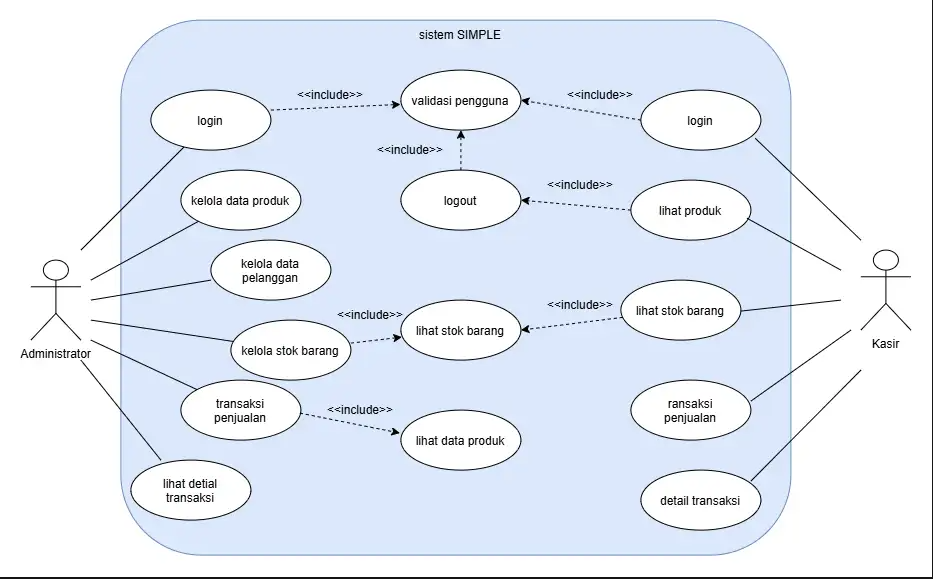 sistem SIMPLE
<<include>>
validasi pengguna
<<include>>
login
login
<<include>>
kelola data produk
logout
<<include>>
lihat produk
kelola data
pelanggan
<<include>>
lihat stok barang
<<include>>
lihat stok barang
kelola stok barang
Administrator
Kasir
transaksi
penjualan
<<include>>
lihat data produk
ransaksi
penjualan
lihat detial
transaksi
detail transaksi